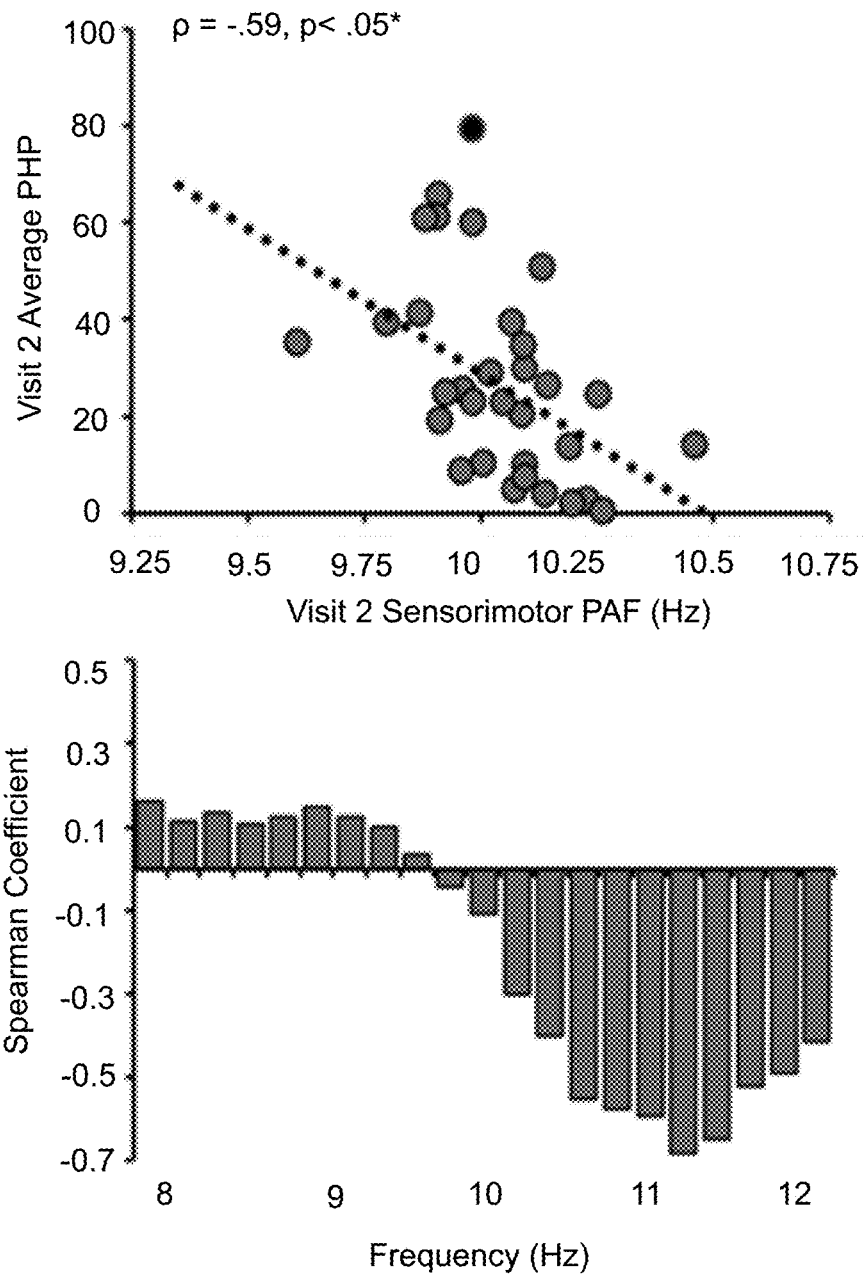 ρ = -.59, p< .05*
100
80
60
40
20
0
Visit 2 Average PHP
9.25 9.5 9.75 10 10.25 10.5 10.75
Visit 2 Sensorimotor PAF (Hz)
0.5
0.3
0.1
-0.1
-0.3
-0.5
-0.7
Spearman Coefficient
8 9 10 11 12
Frequency (Hz)